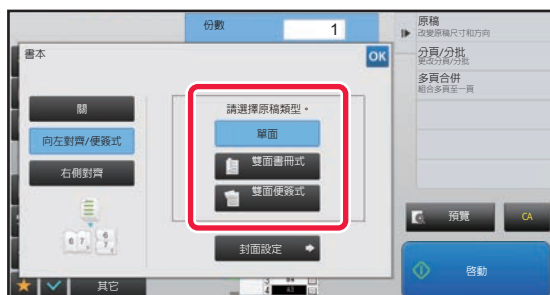 份數
1
原稿
改變原稿尺寸和方向
分頁/分批
更改分頁/分批
多頁合併
組合多頁至一頁
書本
OK
關
向左對齊/便簽式
右側對齊
請選擇原稿類型。
單面
雙面書冊式
雙面便簽式
封面設定
預覽
CA
啓動
其它